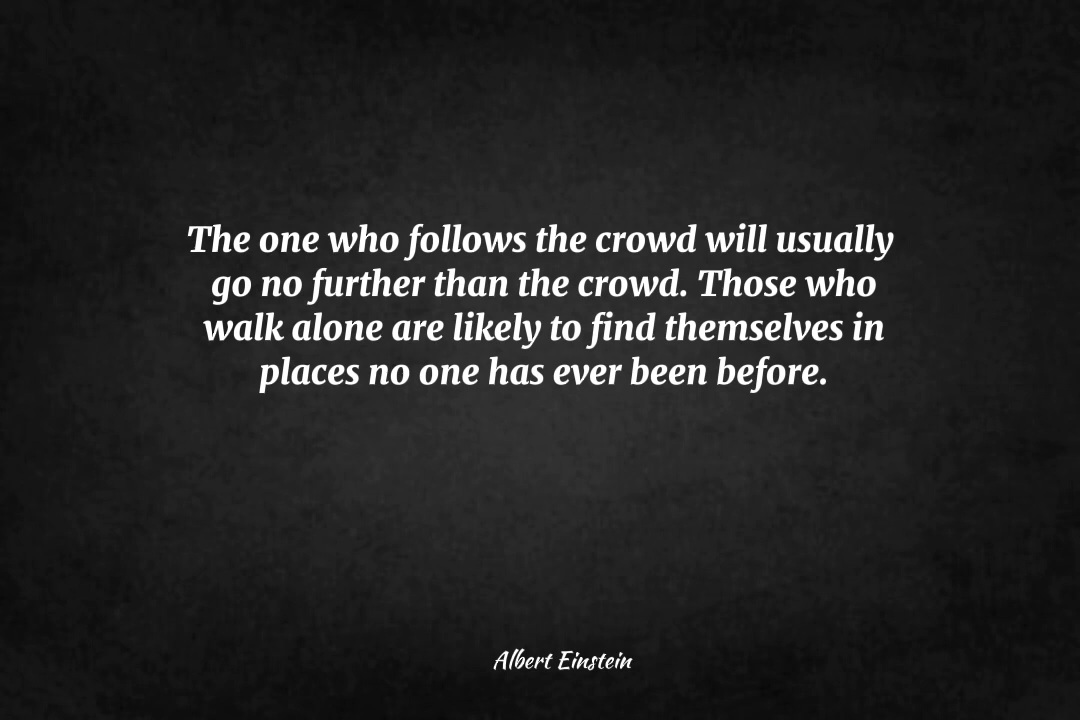 The one who follows the crowd will usually
go no further than the crowd. Those who
walk alone are likely to find themselves in
places no one has ever been before.
Albert Einstein